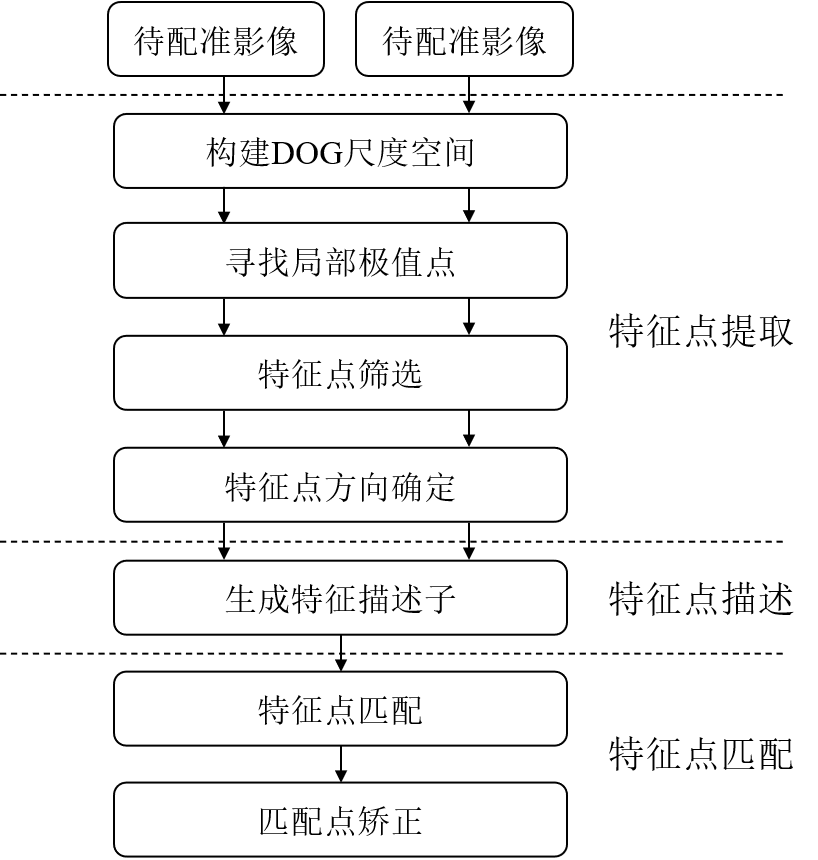 待配准影像
待配准影像
构建DOG尺度空间
寻找局部极值点
特征点提取
特征点筛选
特征点方向确定
生成特征描述子
特征点描述
特征点匹配
特征点匹配
匹配点矫正